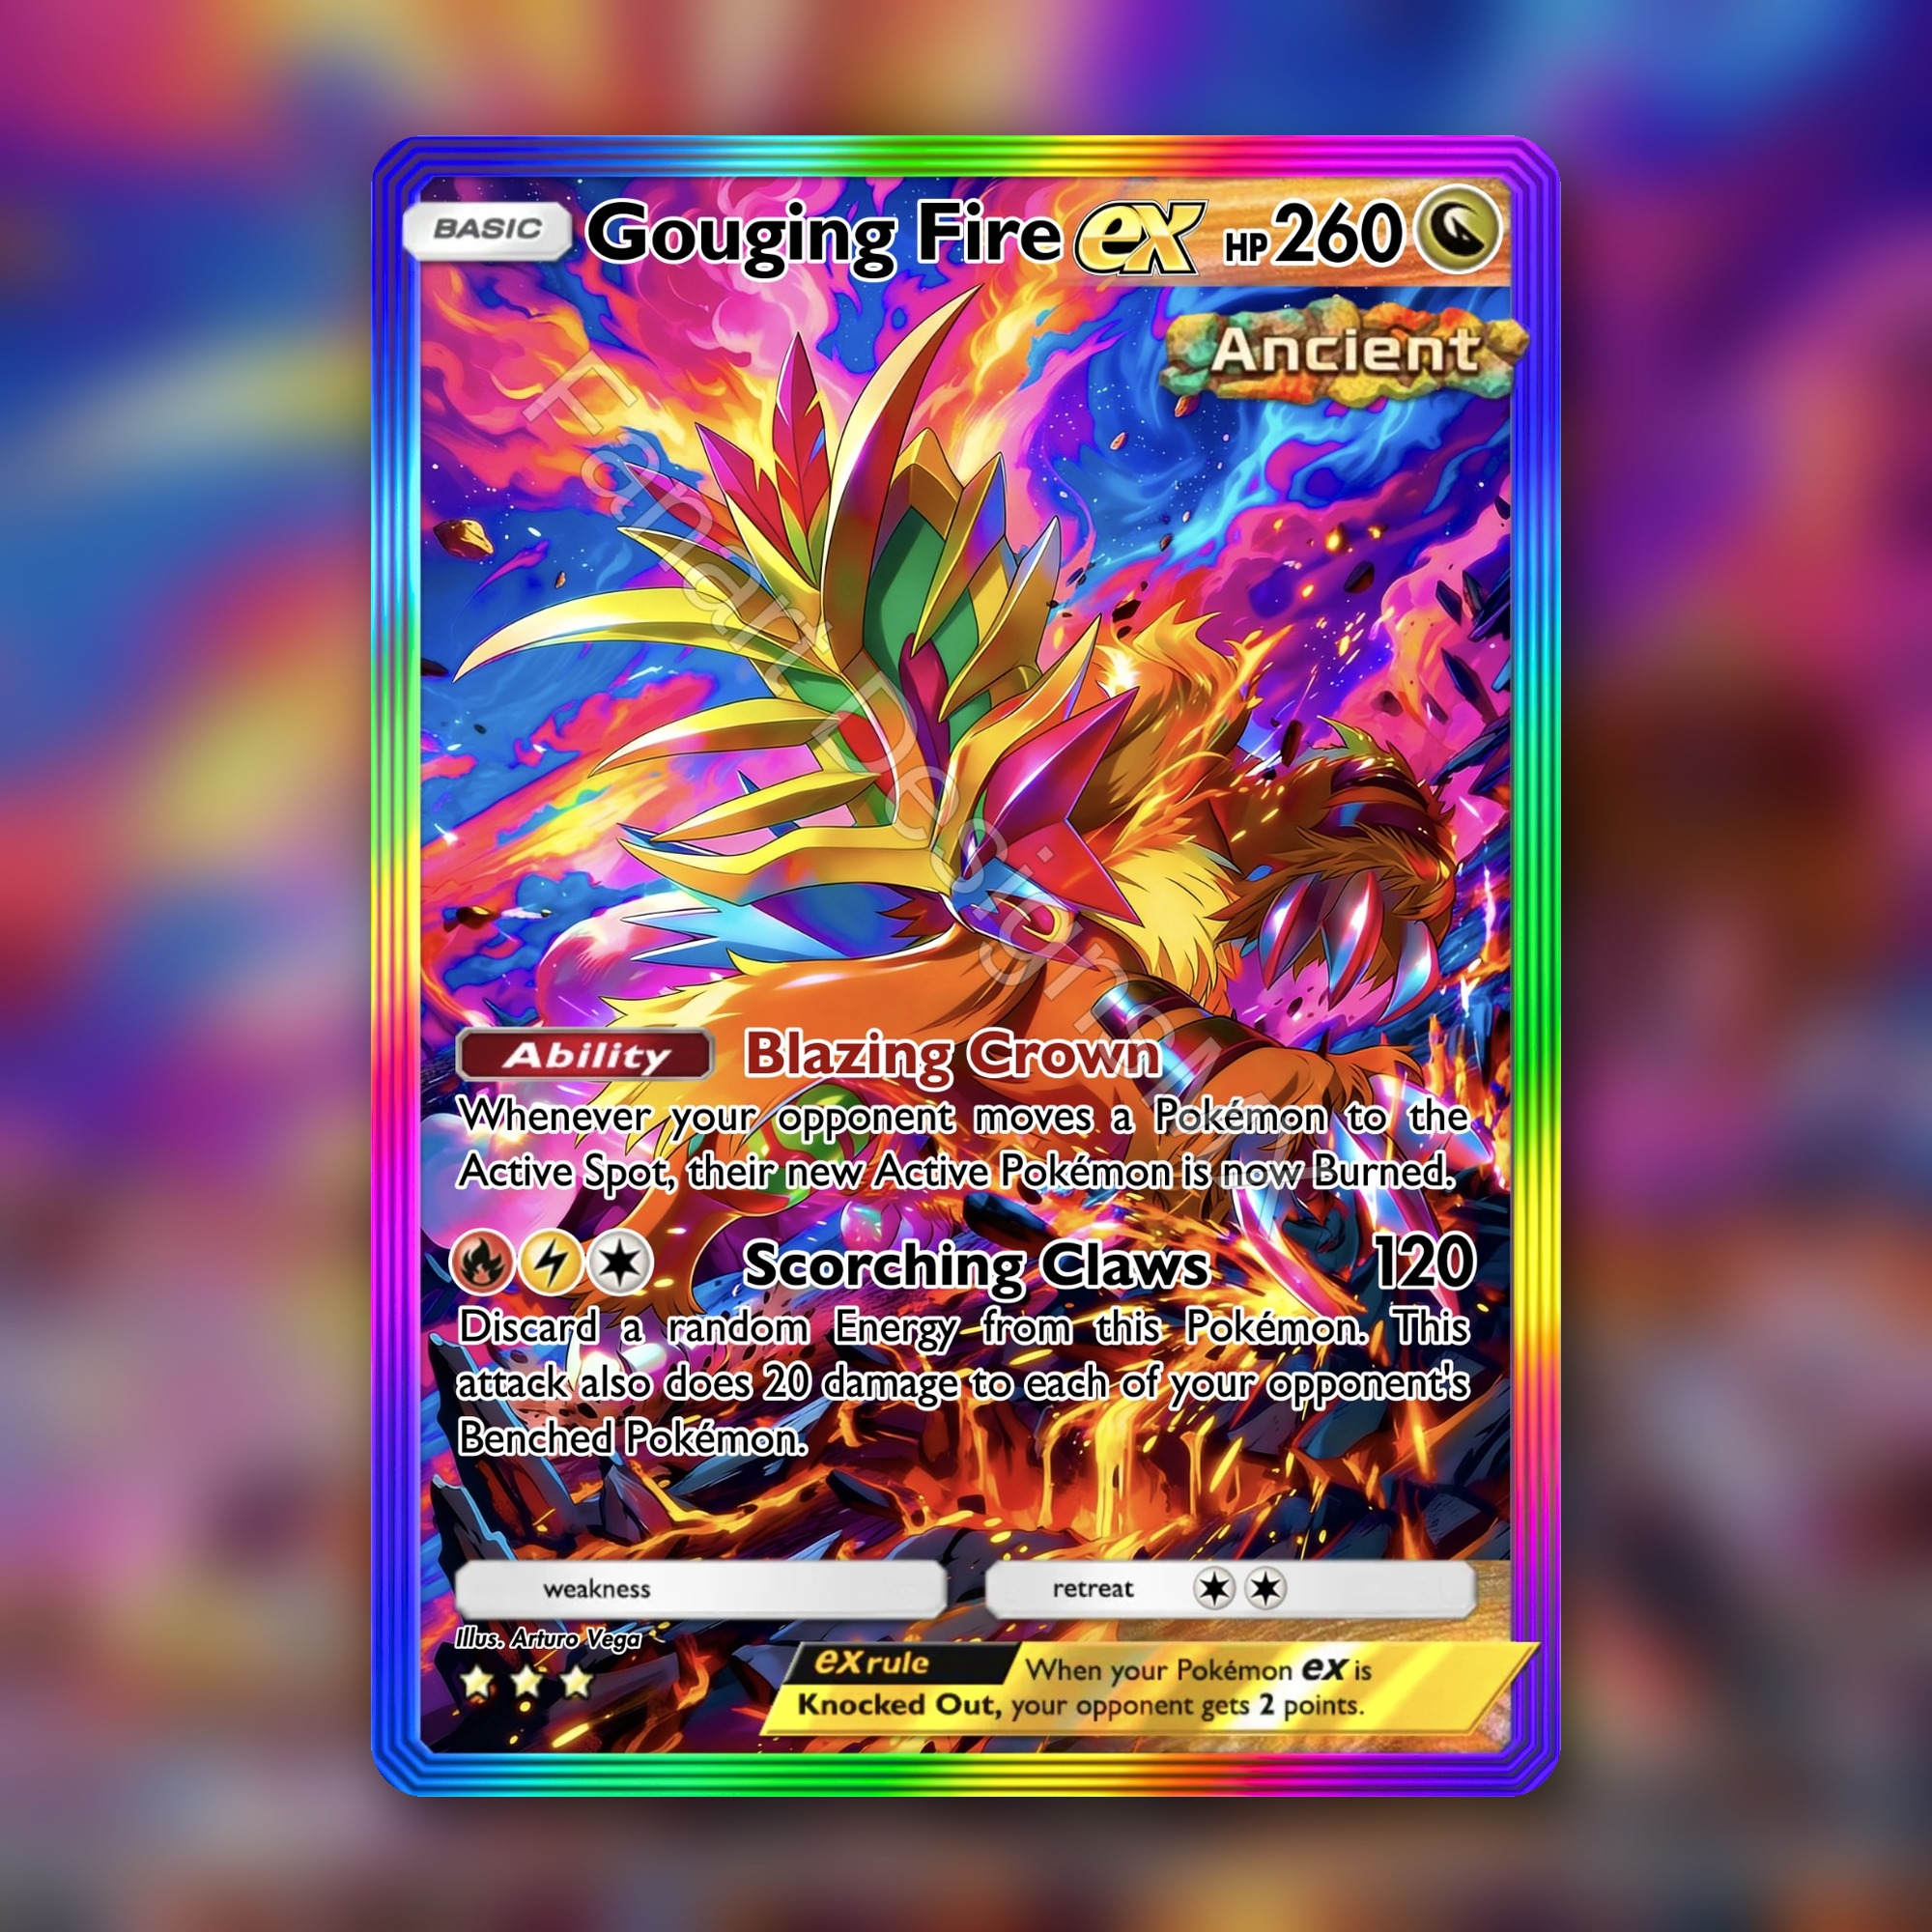 BASIC Gouging Fire ex HP 260
Ancient
Fanart DesignsMV
Ability Blazing Crown
Whenever your opponent moves a Pokémon to the
Active Spot, their new Active Pokémon is now Burned.
Scorching Claws 120
Discard a random Energy from this Pokémon. This
attack also does 20 damage to each of your opponent's
Benched Pokémon.
weakness
retreat
Illus. Arturo Vega
ex rule When your Pokémon ex is
Knocked Out, your opponent gets 2 points.